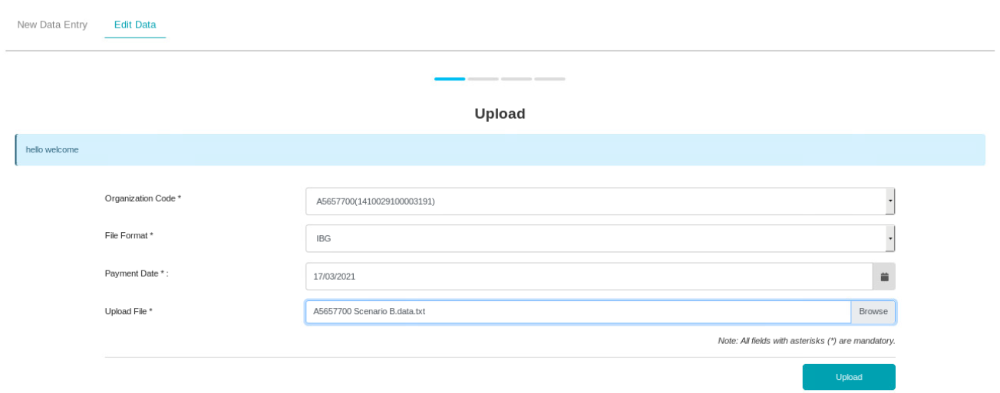 New Data Entry Edit Data
Upload
hello welcome
Organization Code * A5657700(1410029100003191)
File Format * IBG
Payment Date * : 17/03/2021
Upload File * A5657700 Scenario B.data.txt Browse
Note: All fields with asterisks (*) are mandatory.
Upload